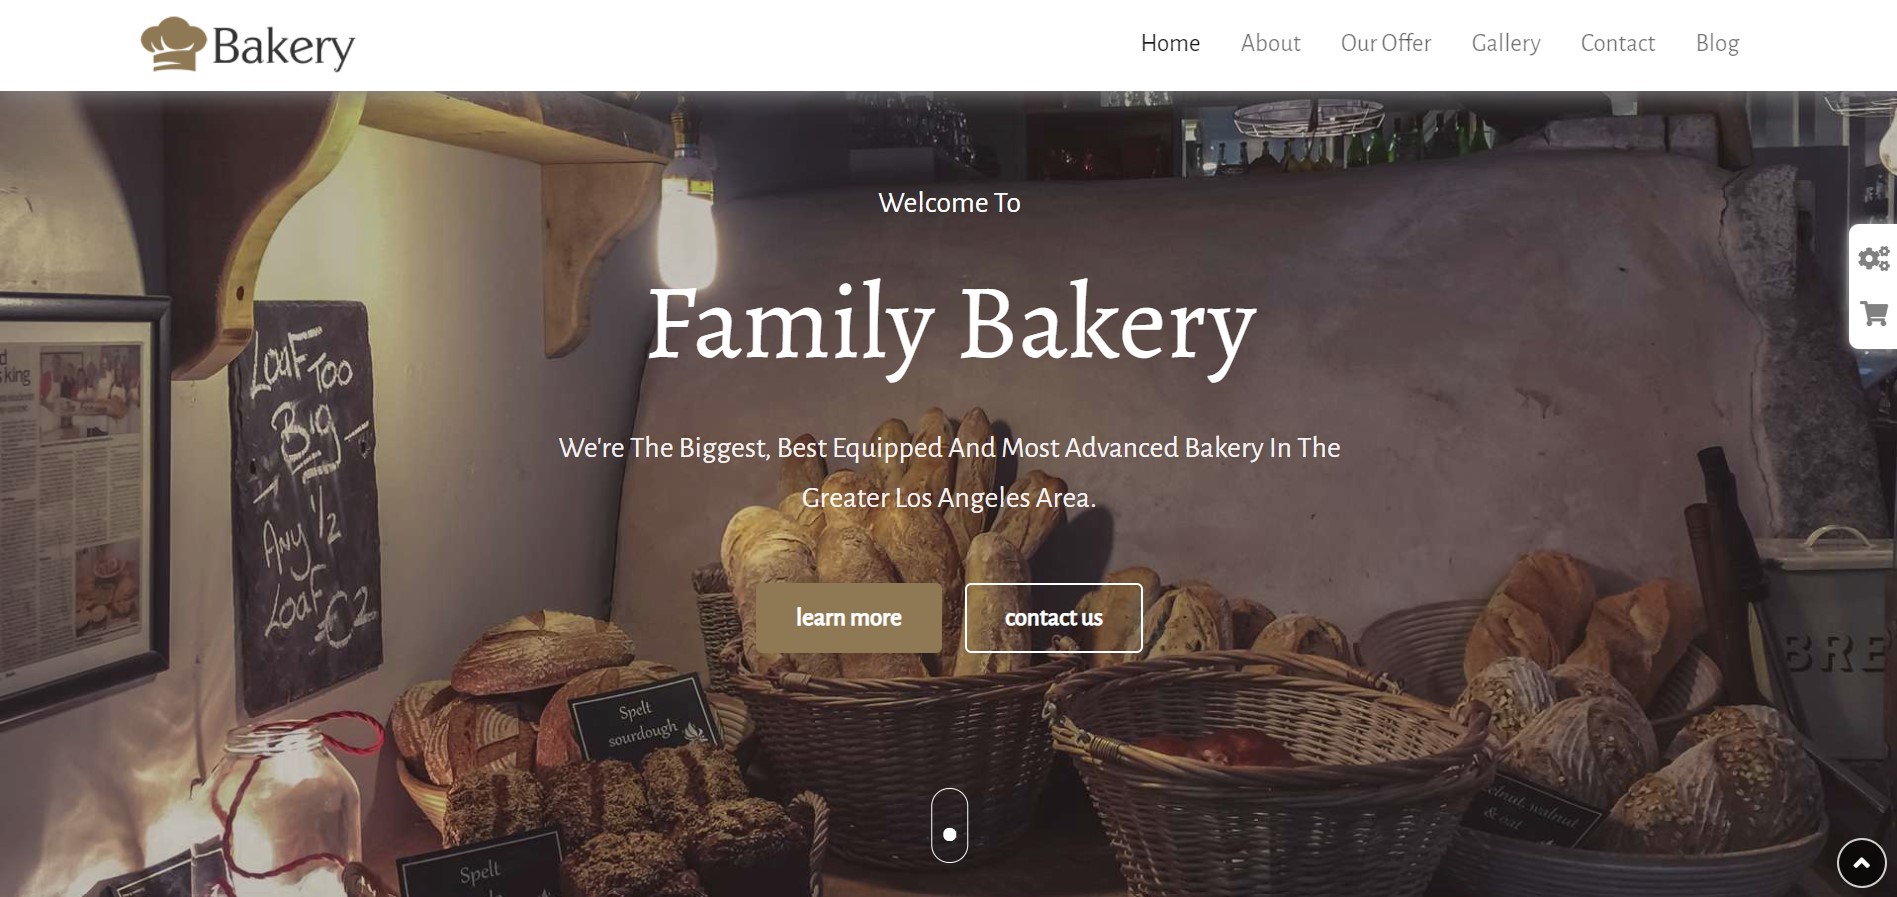 Bakery
Home About Our Offer Gallery Contact Blog
Welcome To
Family Bakery
We're The Biggest, Best Equipped And Most Advanced Bakery In The
Greater Los Angeles Area.
learn more contact us
king
Loaf Too
Big
Any 1/2
Loaf
€2
BRE
Spelt
sourdough
walnut
& oat
Spelt